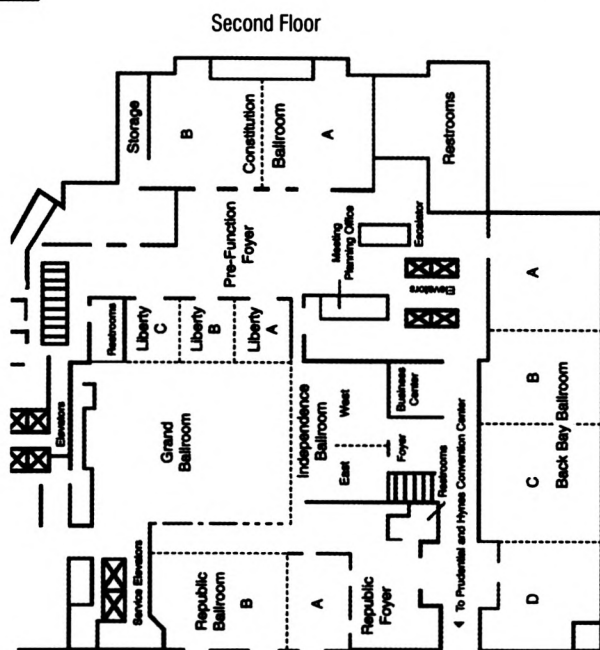 Second Floor
Storage
B
Constitution
Ballroom
A
Restrooms
Pre-Function
Foyer
Meeting
Planning Office
Escalator
Elevators
Restrooms
Liberty
C
Liberty
B
Liberty
A
Elevators
Grand
Ballroom
Independence
Ballroom
West
East
Business
Center
Foyer
Restrooms
A
B
Back Bay Ballroom
C
D
Service Elevators
Republic
Ballroom
B
A
Republic
Foyer
To Prudential and Hynes Convention Center